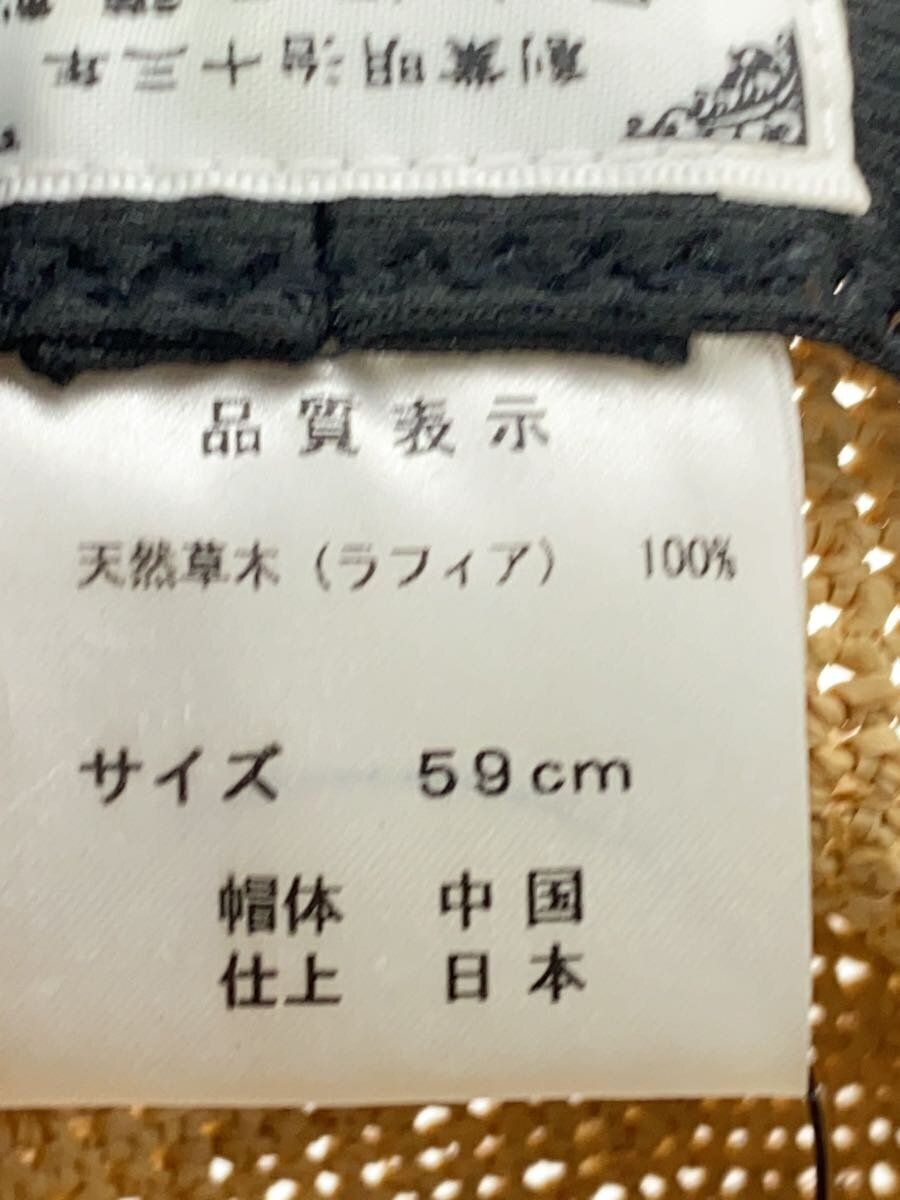 創業明治十三年
品質表示
天然草木（ラフィア） 100%
サイズ 59cm
帽体 中国
仕上 日本